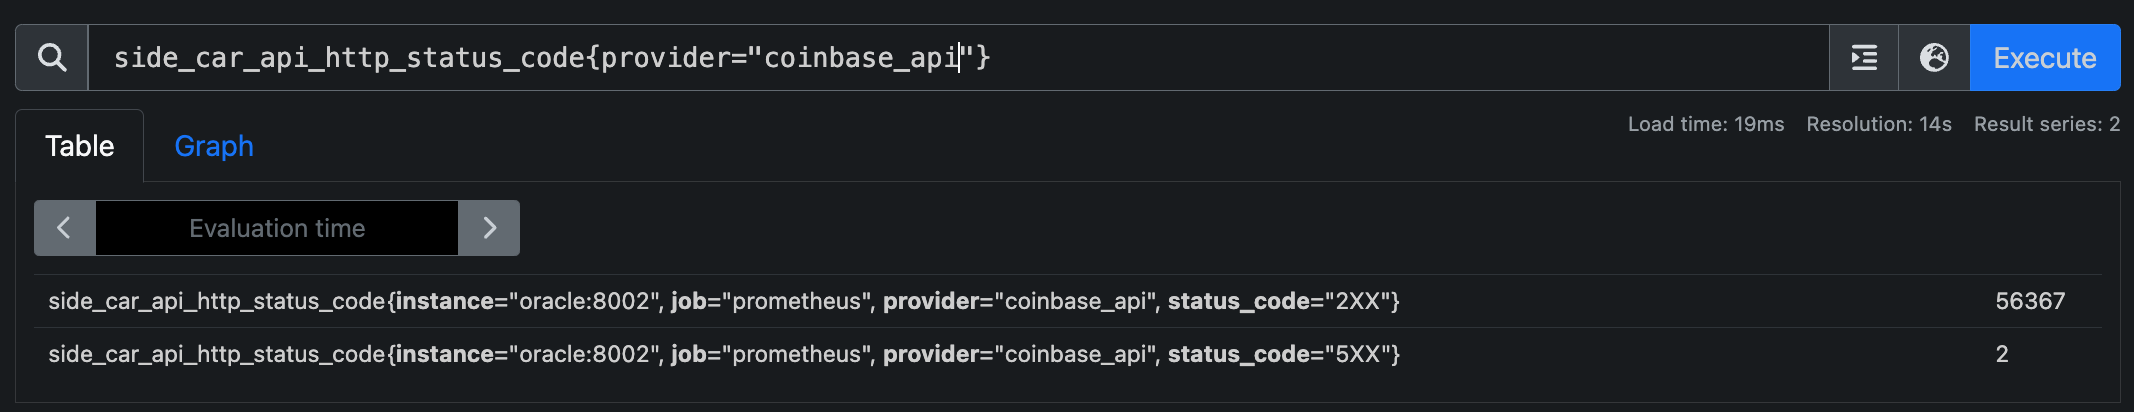 side_car_api_http_status_code{provider="coinbase_api"}
Execute
Table
Graph
Load time: 19ms Resolution: 14s Result series: 2
Evaluation time
side_car_api_http_status_code{instance="oracle:8002", job="prometheus", provider="coinbase_api", status_code="2XX"} 56367
side_car_api_http_status_code{instance="oracle:8002", job="prometheus", provider="coinbase_api", status_code="5XX"} 2